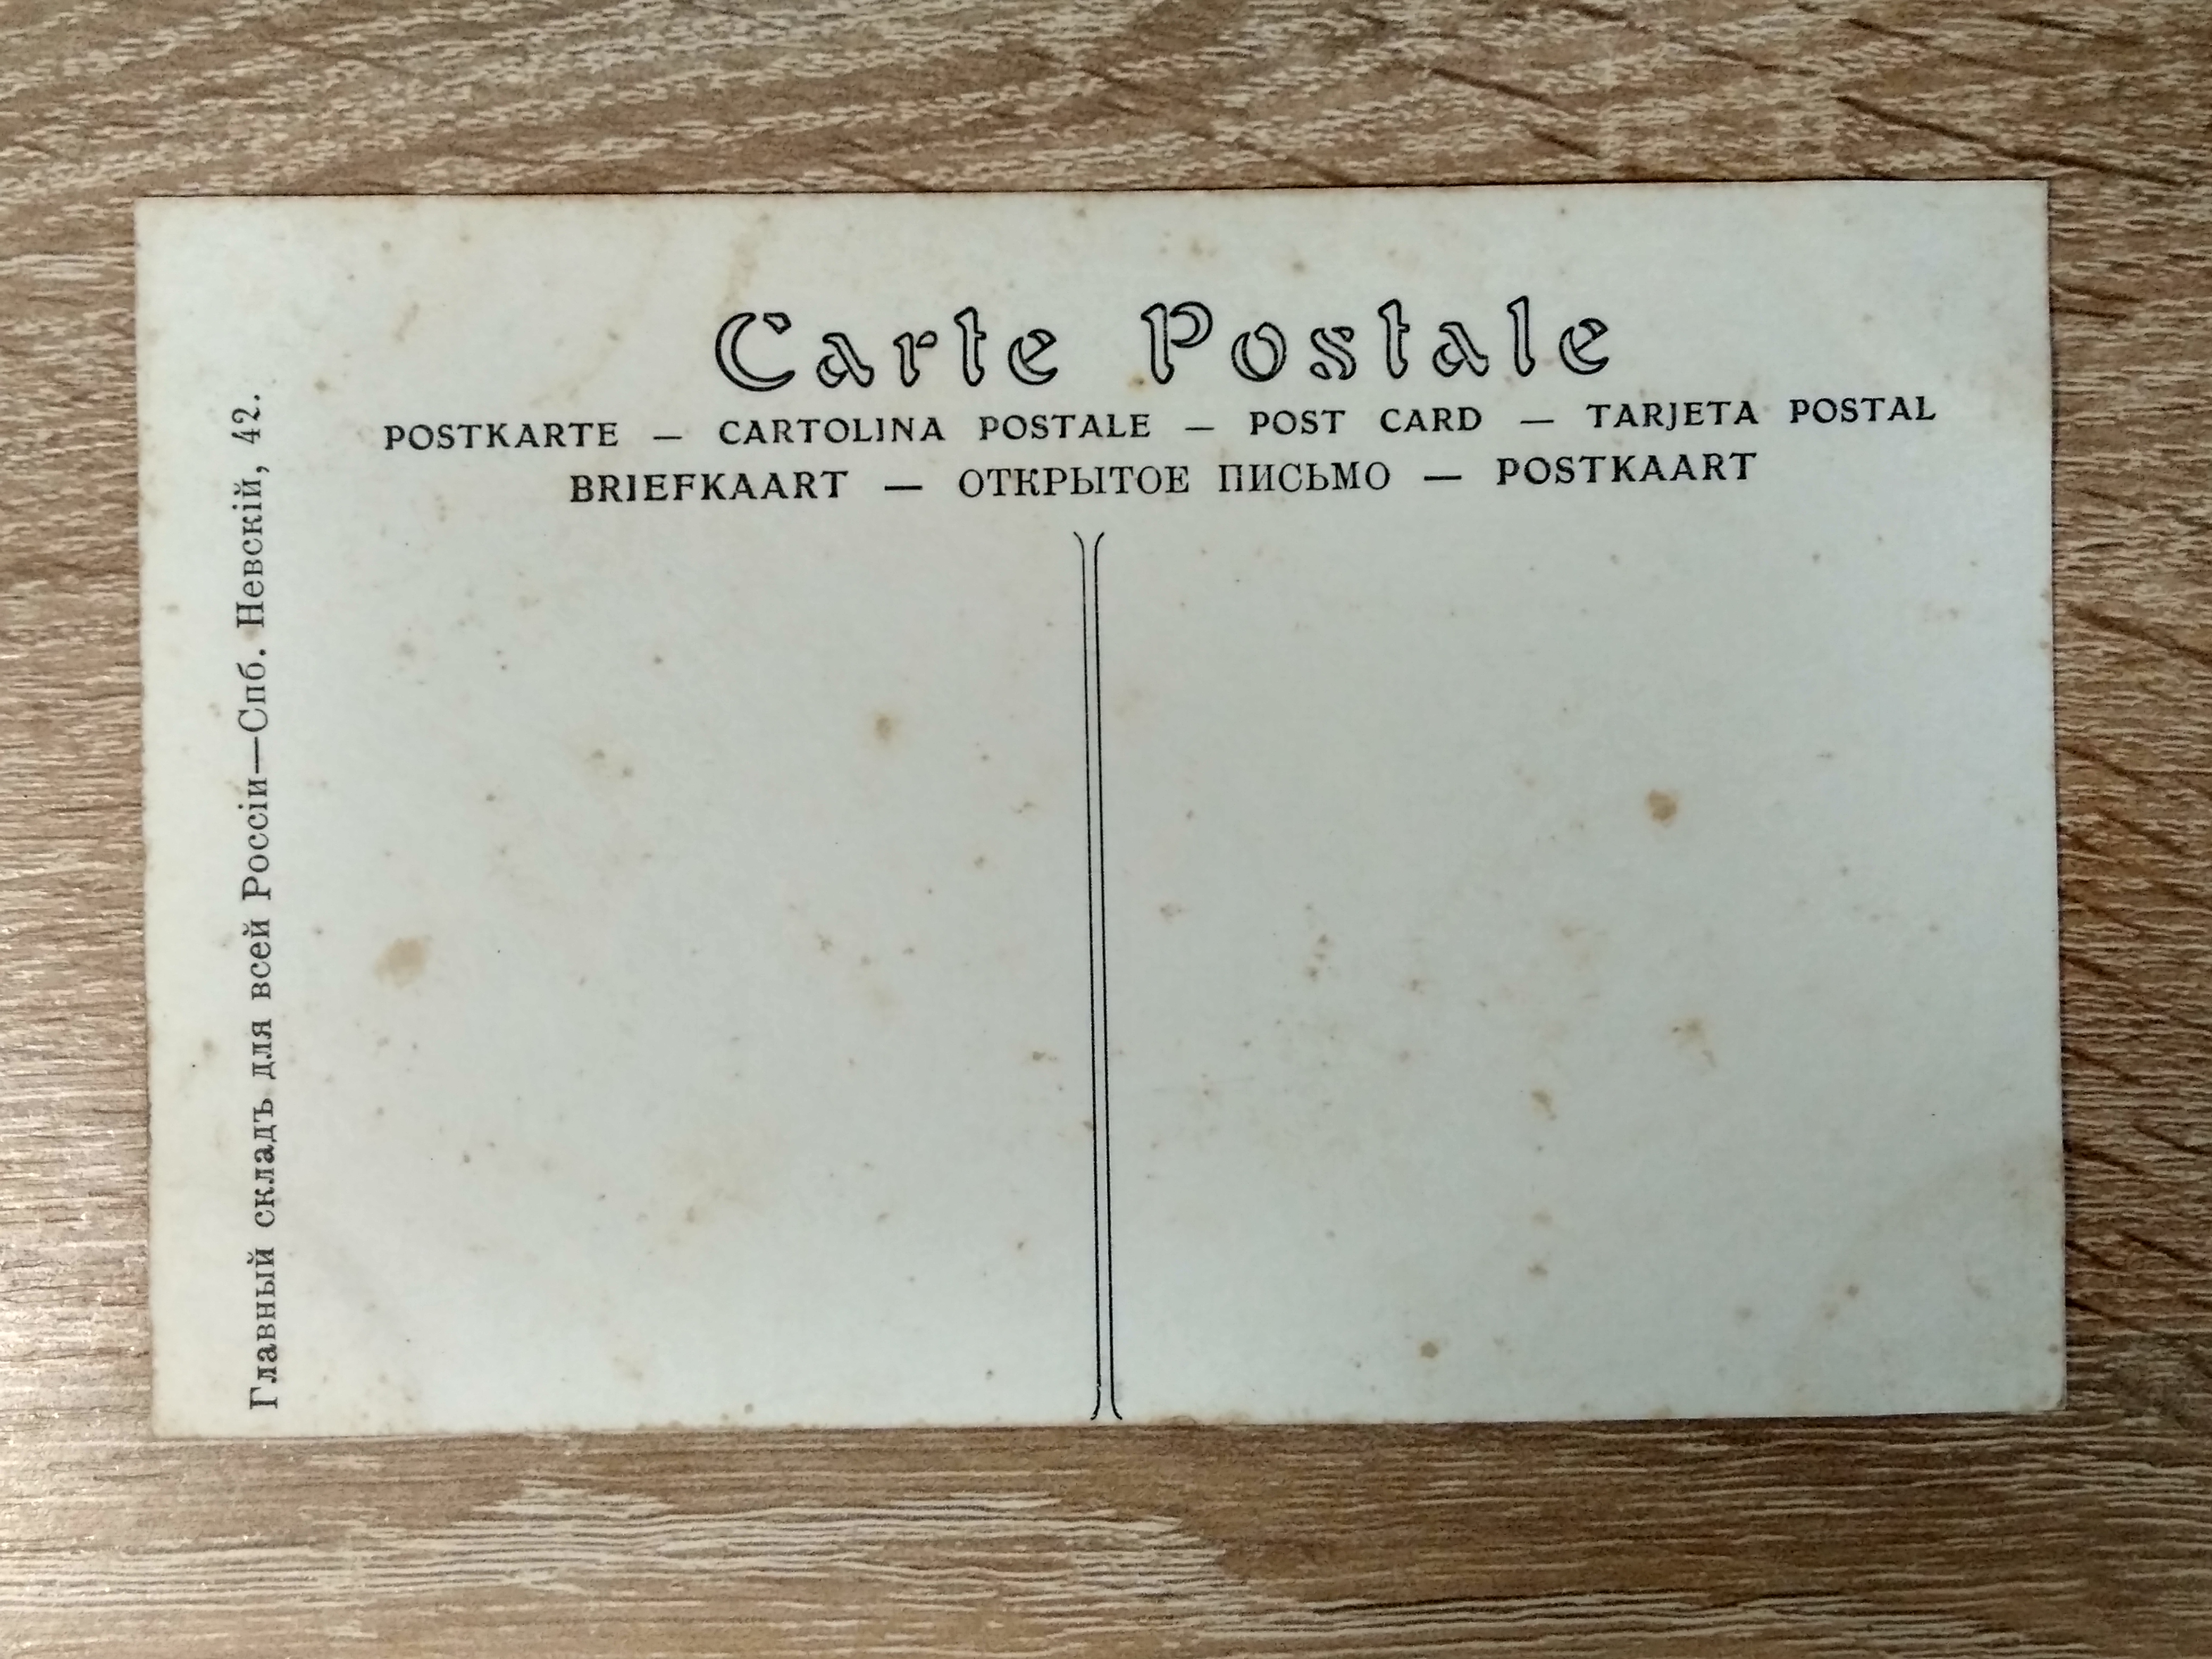 Carte Postale
POSTKARTE — CARTOLINA POSTALE — POST CARD — TARJETA POSTAL
BRIEFKAART — ОТКРЫТОЕ ПИСЬМО — POSTKAART
Главный складъ для всей Россіи—Спб. Невскій, 42.